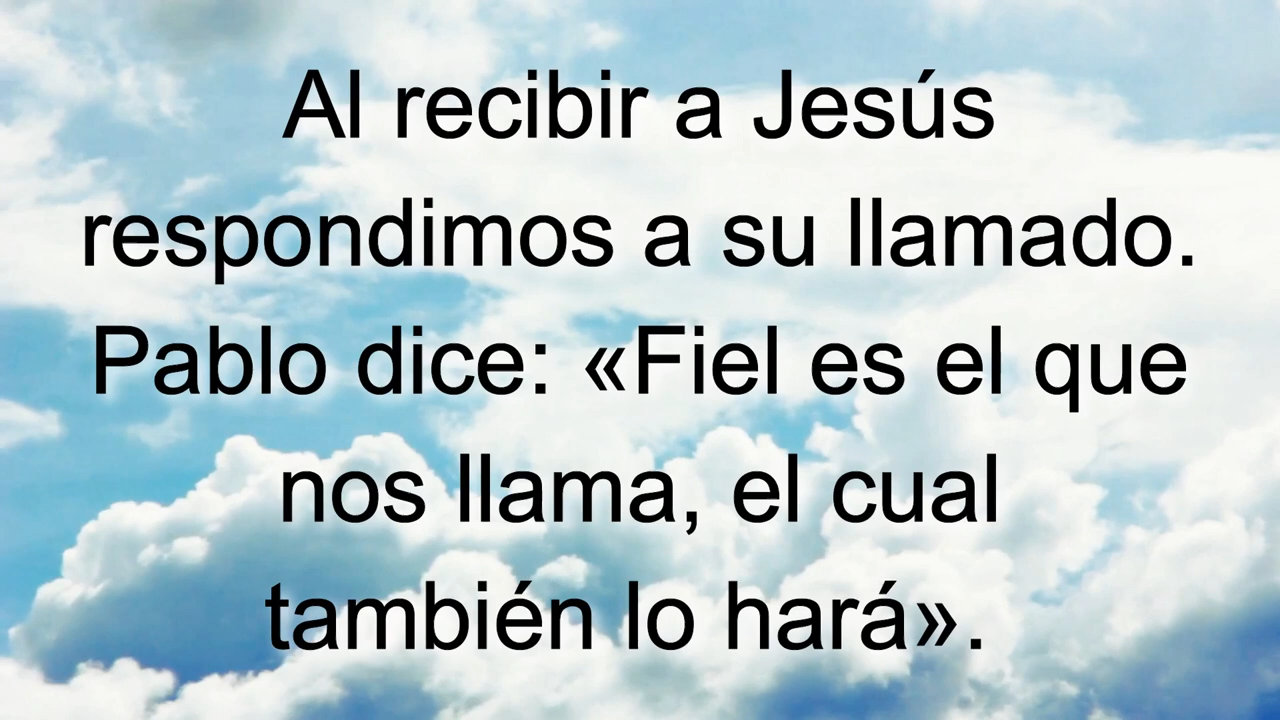 Al recibir a Jesús
respondimos a su llamado.
Pablo dice: «Fiel es el que
nos llama, el cual
también lo hará».